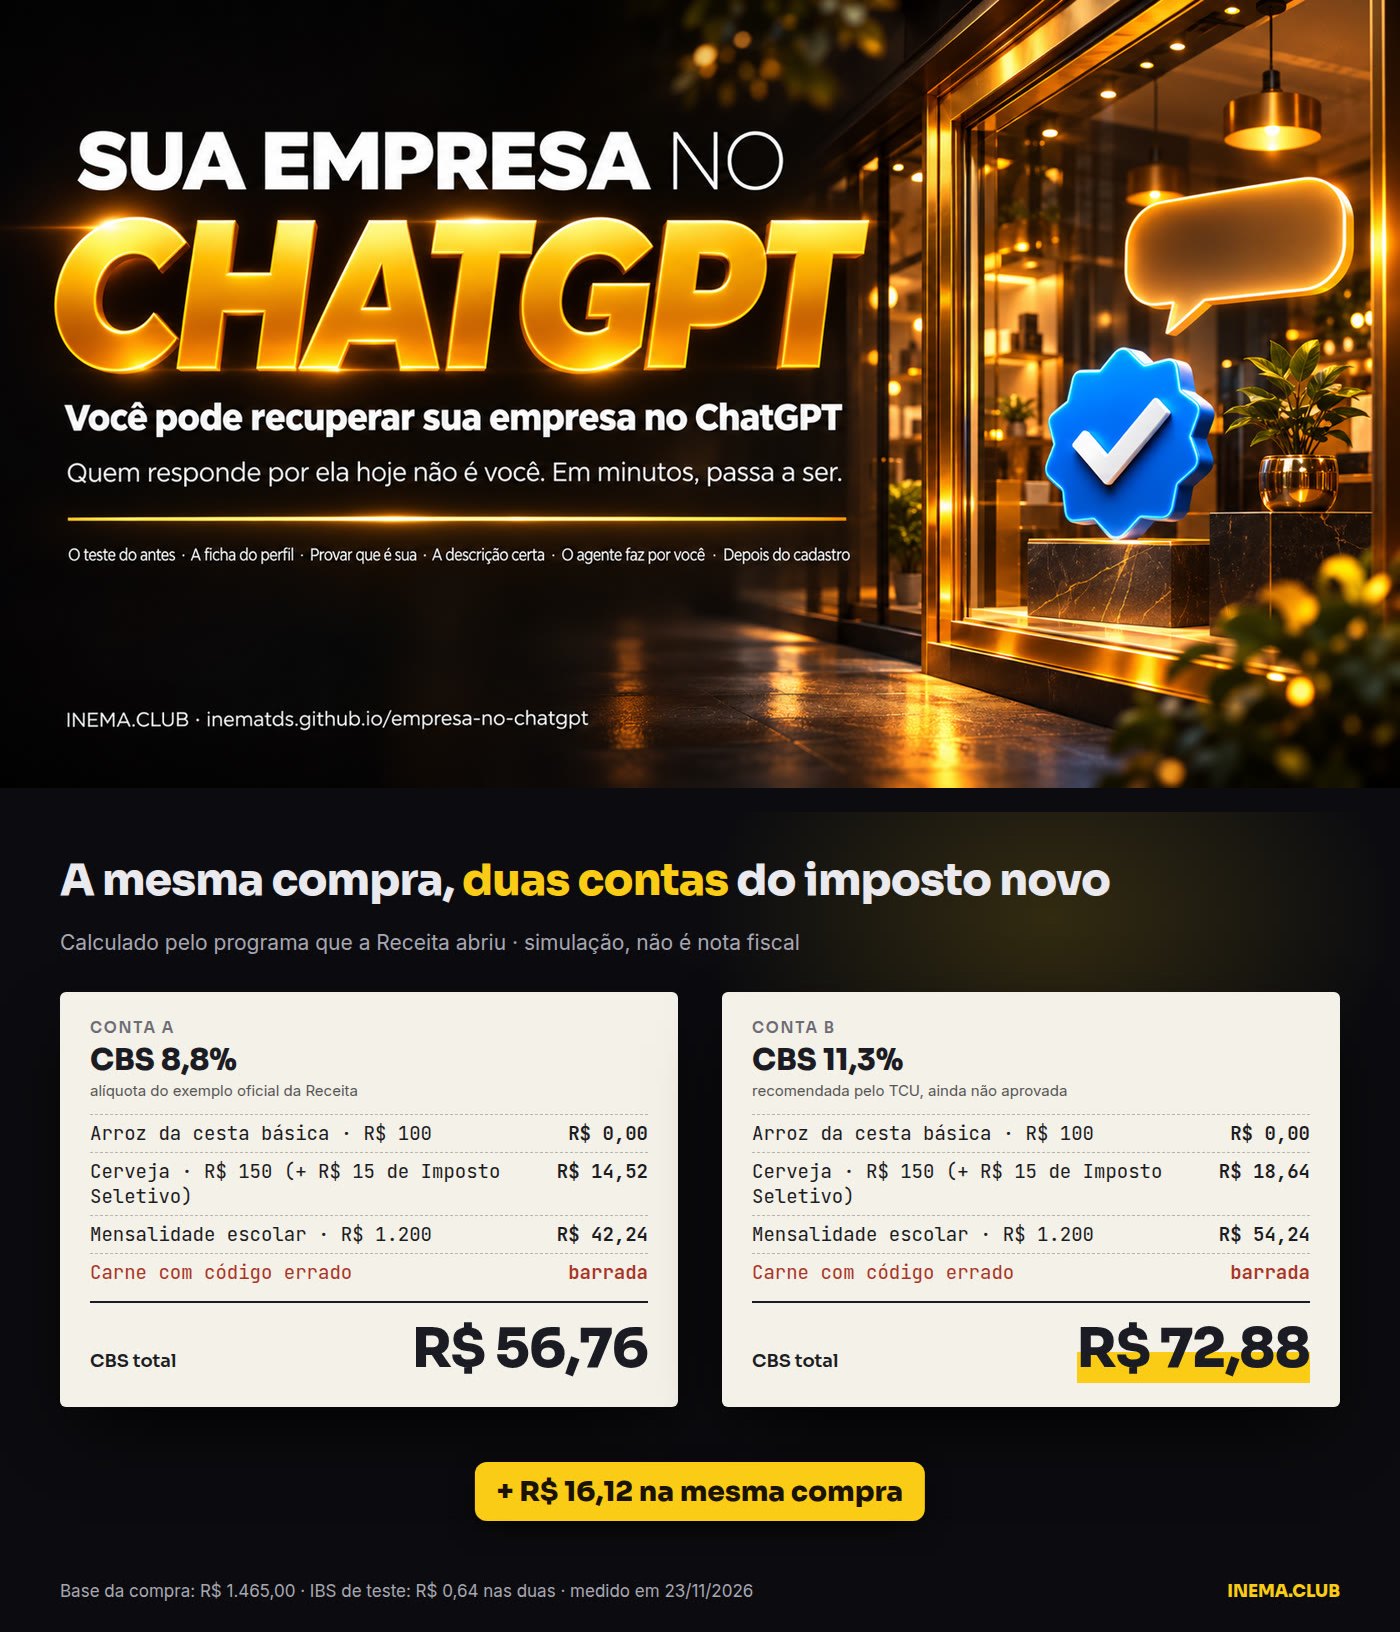 SUA EMPRESA NO
CHATGPT
Você pode recuperar sua empresa no ChatGPT
Quem responde por ela hoje não é você. Em minutos, passa a ser.
O teste do antes · A ficha do perfil · Provar que é sua · A descrição certa · O agente faz por você · Depois do cadastro
INEMA.CLUB · inematds.github.io/empresa-no-chatgpt
A mesma compra, duas contas do imposto novo
Calculado pelo programa que a Receita abriu · simulação, não é nota fiscal
CONTA A
CBS 8,8%
alíquota do exemplo oficial da Receita
Arroz da cesta básica · R$ 100 R$ 0,00
Cerveja · R$ 150 (+ R$ 15 de Imposto R$ 14,52
Seletivo)
Mensalidade escolar · R$ 1.200 R$ 42,24
Carne com código errado barrada
CBS total R$ 56,76
CONTA B
CBS 11,3%
recomendada pelo TCU, ainda não aprovada
Arroz da cesta básica · R$ 100 R$ 0,00
Cerveja · R$ 150 (+ R$ 15 de Imposto R$ 18,64
Seletivo)
Mensalidade escolar · R$ 1.200 R$ 54,24
Carne com código errado barrada
CBS total R$ 72,88
+ R$ 16,12 na mesma compra
Base da compra: R$ 1.465,00 · IBS de teste: R$ 0,64 nas duas · medido em 23/11/2026
INEMA.CLUB